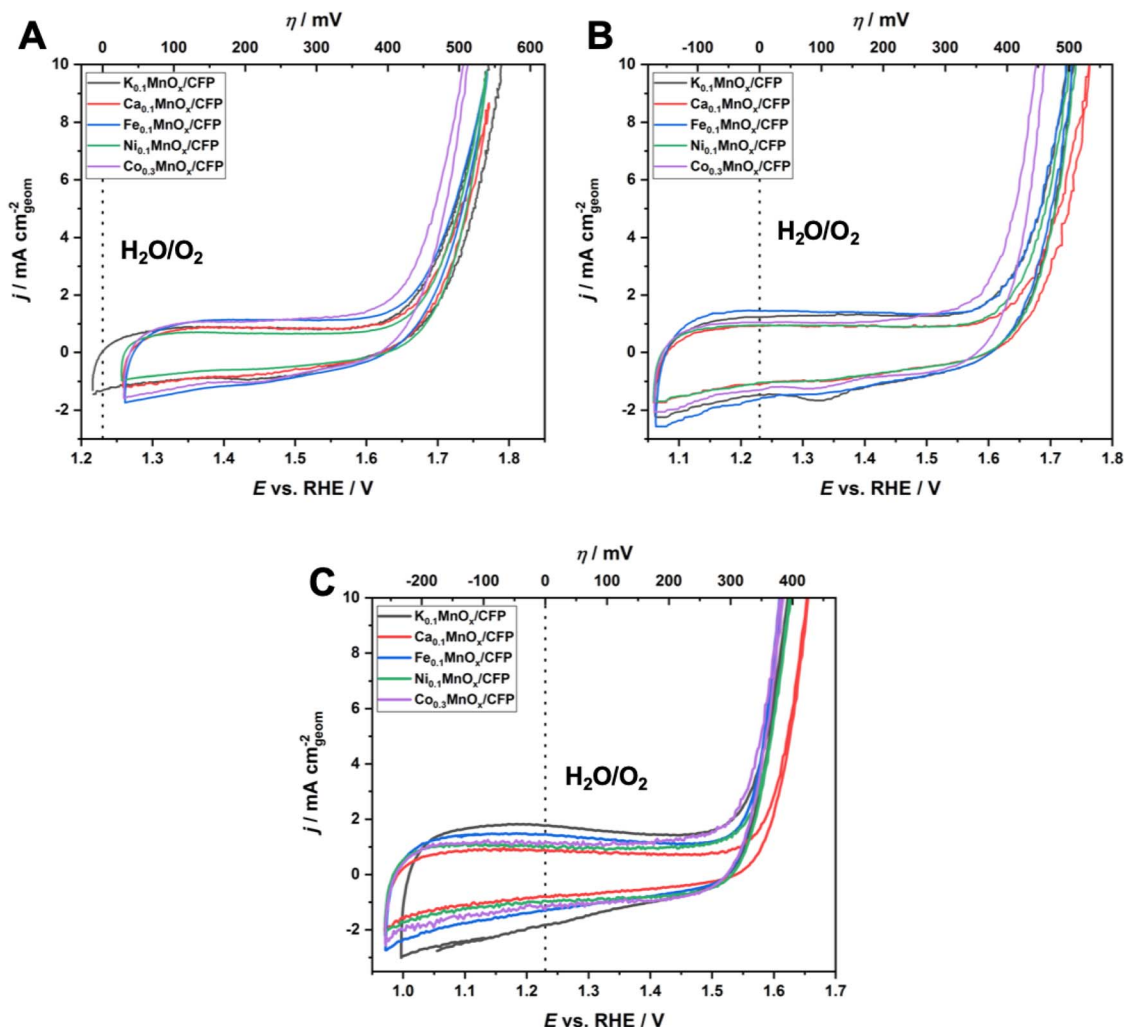 A
η / mV
0 100 200 300 400 500 600
10
8
6
4
2
0
-2
j / mA cm⁻²geom
K0.1MnOx/CFP
Ca0.1MnOx/CFP
Fe0.1MnOx/CFP
Ni0.1MnOx/CFP
Co0.3MnOx/CFP
H2O/O2
1.2 1.3 1.4 1.5 1.6 1.7 1.8
E vs. RHE / V
B
η / mV
-100 0 100 200 300 400 500
10
8
6
4
2
0
-2
j / mA cm⁻²geom
K0.1MnOx/CFP
Ca0.1MnOx/CFP
Fe0.1MnOx/CFP
Ni0.1MnOx/CFP
Co0.3MnOx/CFP
H2O/O2
1.1 1.2 1.3 1.4 1.5 1.6 1.7 1.8
E vs. RHE / V
C
η / mV
-200 -100 0 100 200 300 400
10
8
6
4
2
0
-2
j / mA cm⁻²geom
K0.1MnOx/CFP
Ca0.1MnOx/CFP
Fe0.1MnOx/CFP
Ni0.1MnOx/CFP
Co0.3MnOx/CFP
H2O/O2
1.0 1.1 1.2 1.3 1.4 1.5 1.6 1.7
E vs. RHE / V